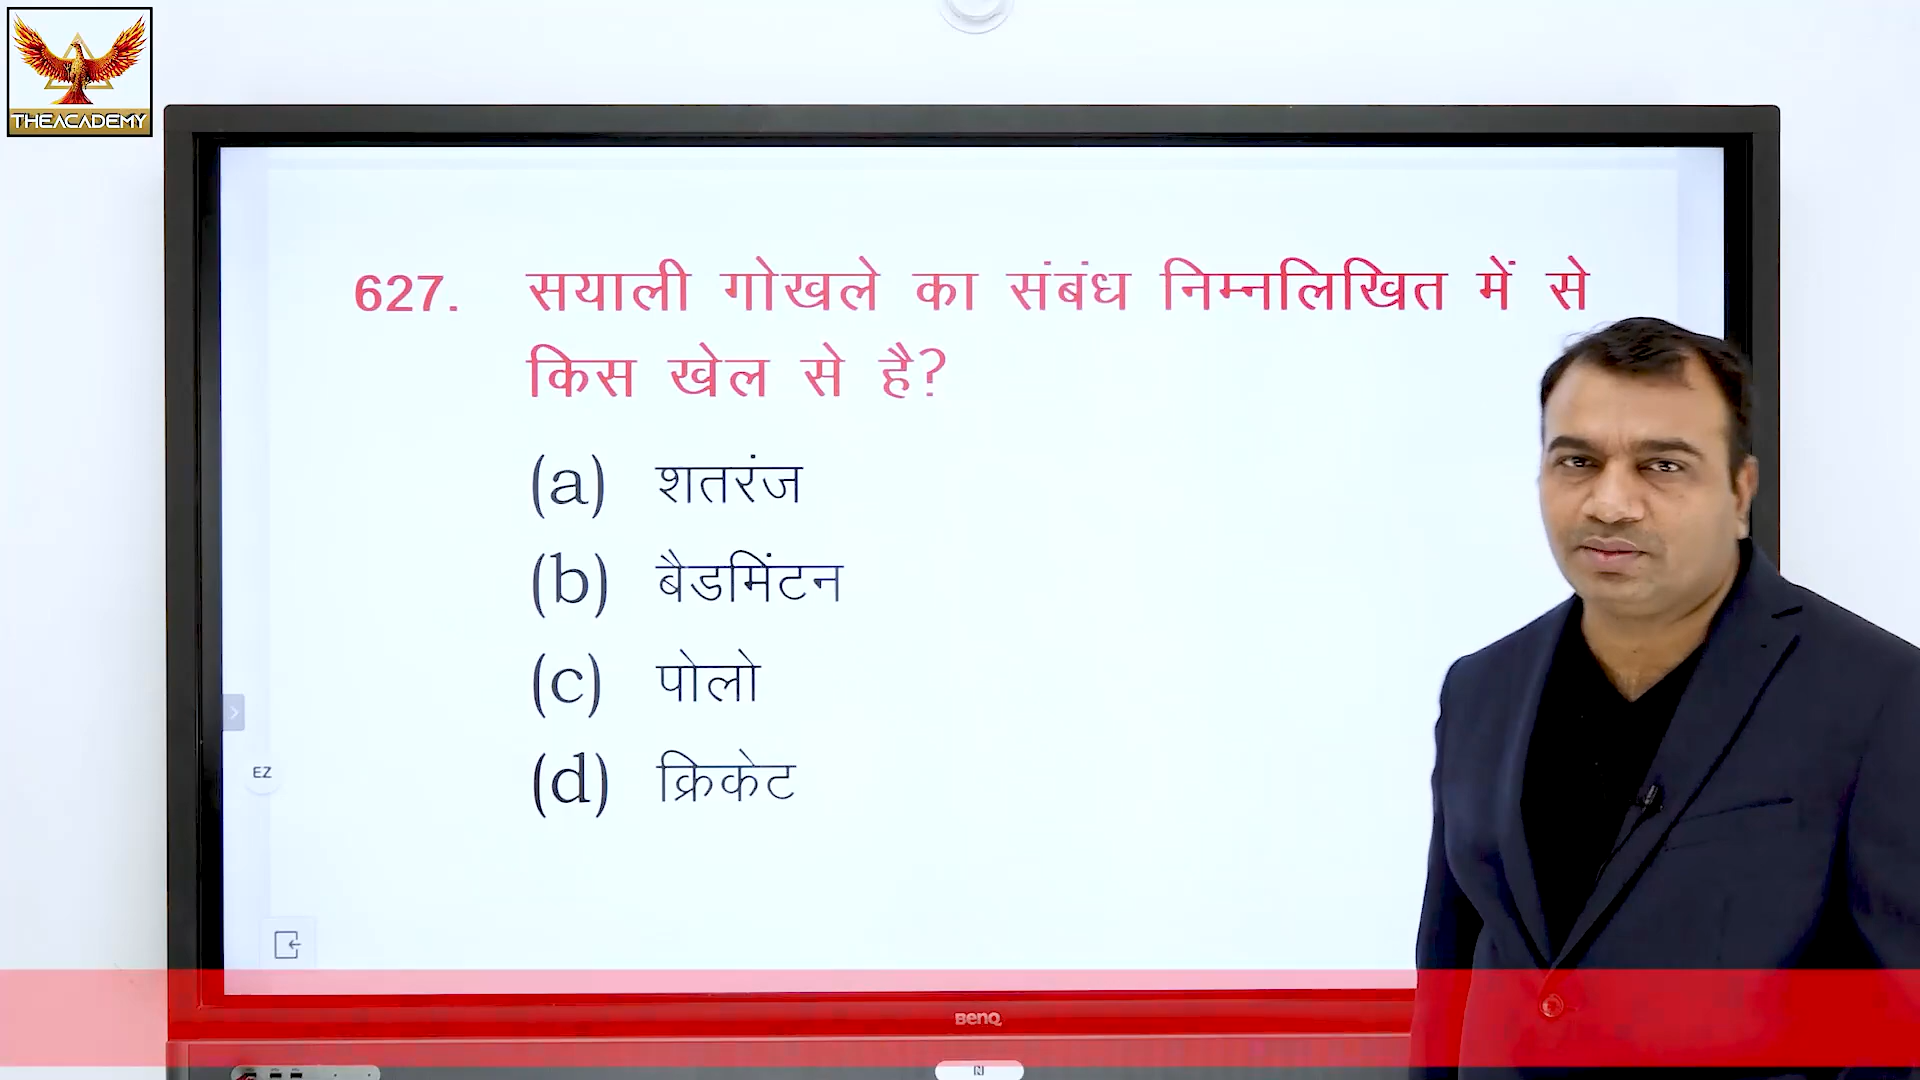 THEACADEMY
627. सयाली गोखले का संबंध निम्नलिखित में से
किस खेल से है?
(a) शतरंज
(b) बैडमिंटन
(c) पोलो
(d) क्रिकेट
EZ
BenQ
N